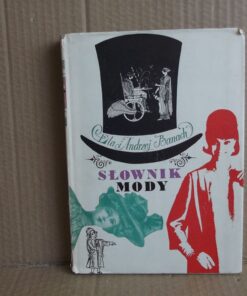 Ela i Andrzej Banach
SŁOWNIK
MODY